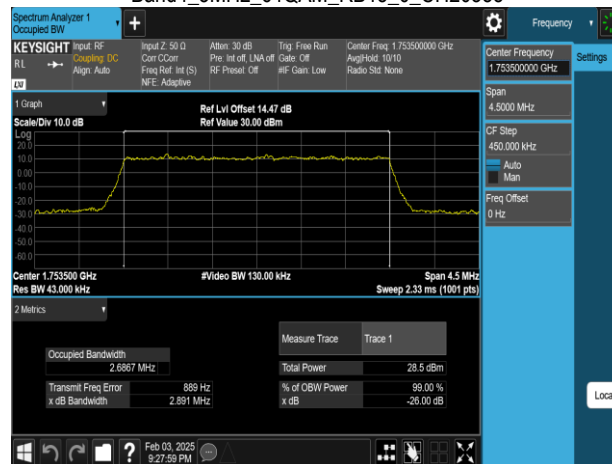 Spectrum Analyzer 1
Occupied BW
+
Frequency
KEYSIGHT
RL
LXI
Input: RF
Coupling: DC
Align: Auto
Input Z: 50 Ω
Corr CCorr
Freq Ref: Int (S)
NFE: Adaptive
Atten: 30 dB
Pre: Int off, LNA off
RF Presel: Off
Trig: Free Run
Gate: Off
#IF Gain: Low
Center Freq: 1.753500000 GHz
Avg|Hold: 10/10
Radio Std: None
Center Frequency
1.753500000 GHz
Settings
Span
4.5000 MHz
CF Step
450.000 kHz
Auto
Man
Freq Offset
0 Hz
1 Graph
Scale/Div 10.0 dB
Ref Lvl Offset 14.47 dB
Ref Value 30.00 dBm
Log
20.0
10.0
0.00
-10.0
-20.0
-30.0
-40.0
-50.0
-60.0
Center 1.753500 GHz
#Video BW 130.00 kHz
Span 4.5 MHz
Res BW 43.000 kHz
Sweep 2.33 ms (1001 pts)
2 Metrics
Measure Trace
Trace 1
Occupied Bandwidth
2.6867 MHz
Total Power
28.5 dBm
Transmit Freq Error
889 Hz
% of OBW Power
99.00 %
x dB Bandwidth
2.891 MHz
x dB
-26.00 dB
Loca
?
Feb 03, 2025
9:27:59 PM